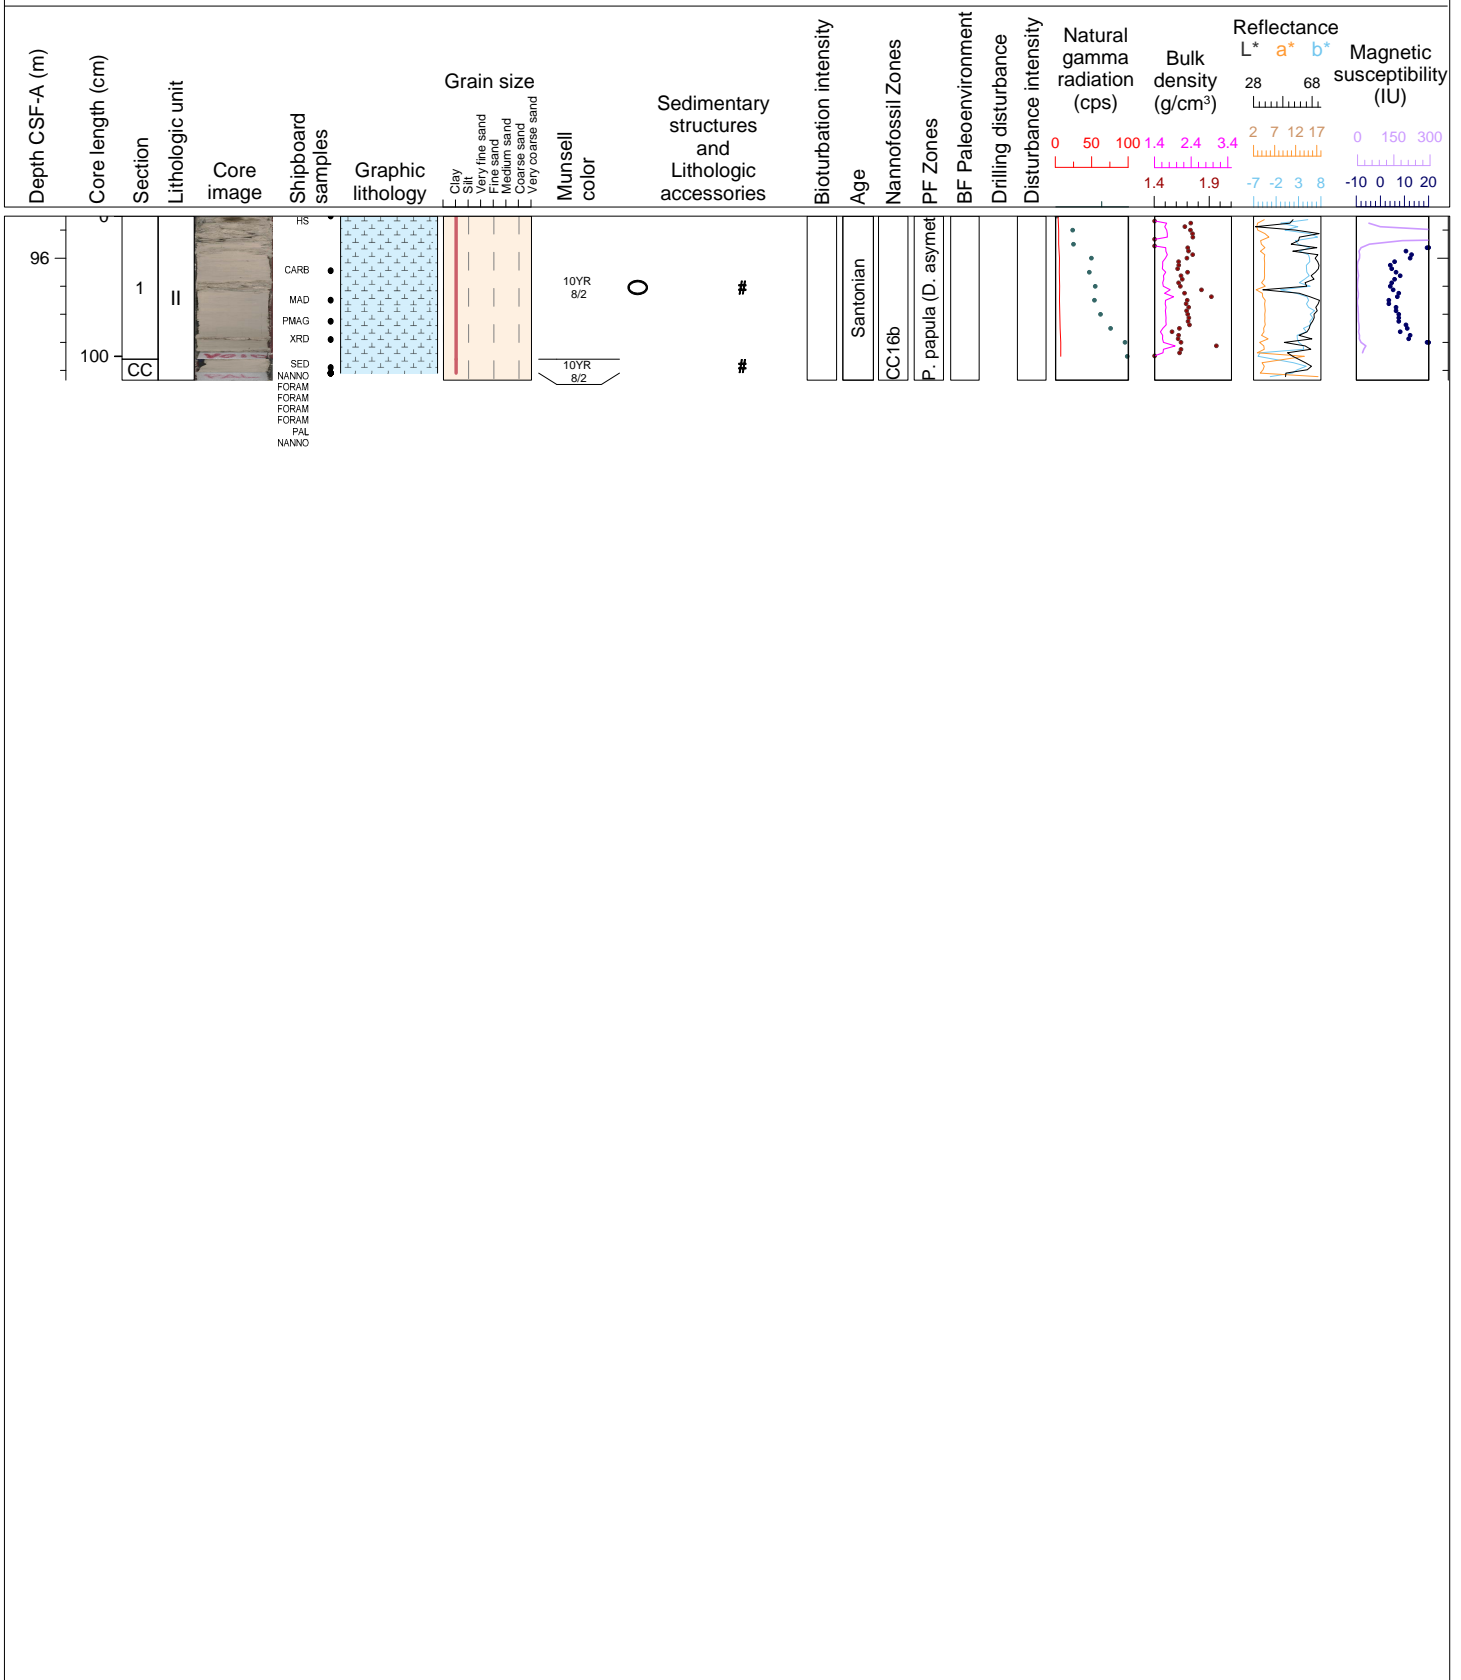 Depth CSF-A (m)
Core length (cm)
Section
Lithologic unit
Core
image
Shipboard
samples
Graphic
lithology
Grain size
Clay
Silt
Very fine sand
Fine sand
Medium sand
Coarse sand
Very coarse sand
Munsell
color
Sedimentary
structures
and
Lithologic
accessories
Bioturbation intensity
Age
Nannofossil Zones
PF Zones
BF Paleoenvironment
Drilling disturbance
Disturbance intensity
Natural
gamma
radiation
(cps)
0 50 100
Bulk
density
(g/cm³)
1.4 2.4 3.4
1.4 1.9
Reflectance
L* a* b*
28 68
2 7 12 17
-7 -2 3 8
Magnetic
susceptibility
(IU)
0 150 300
-10 0 10 20
96
0
100
1
CC
II
HS
CARB
MAD
PMAG
XRD
SED
NANNO
FORAM
FORAM
FORAM
FORAM
PAL
NANNO
10YR
8/2
10YR
8/2
#
#
Santonian
CC16b
P. papula (D. asymet